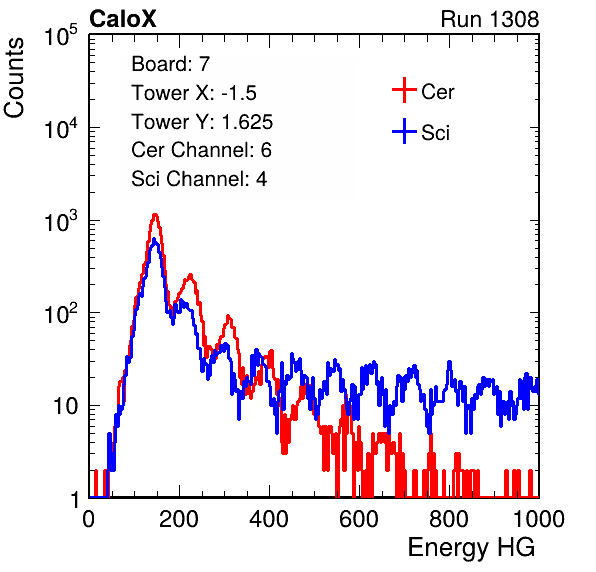 CaloX Run 1308
Counts
Board: 7
Tower X: -1.5
Tower Y: 1.625
Cer Channel: 6
Sci Channel: 4
Cer
Sci
10^5
10^4
10^3
10^2
10
1
0 200 400 600 800 1000
Energy HG